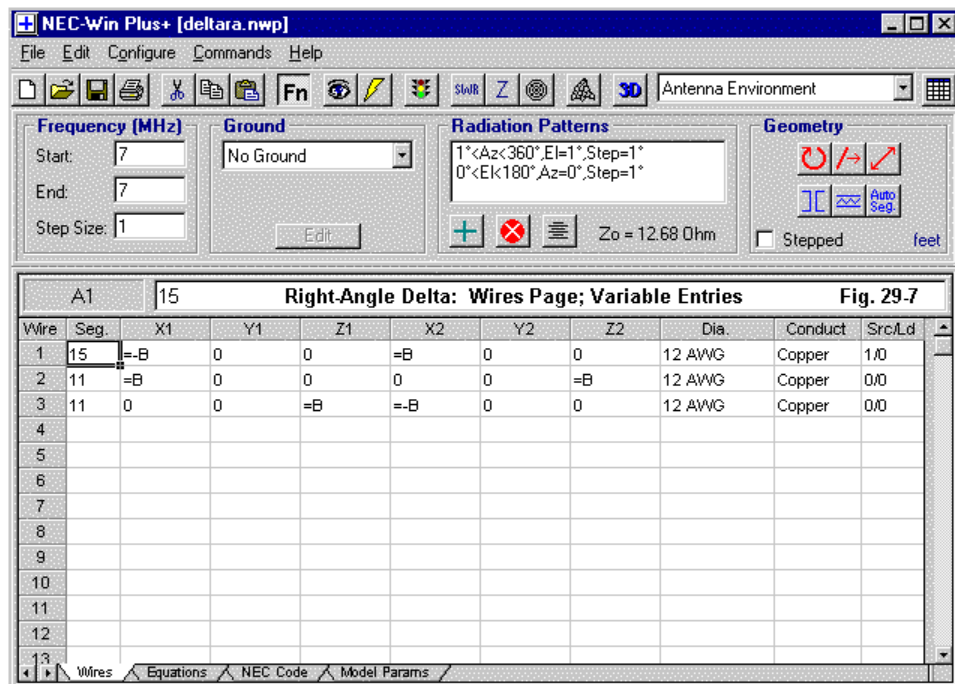 NEC-Win Plus+ [deltara.nwp]
File Edit Configure Commands Help
Fn SWR Z 3D Antenna Environment
Frequency (MHz)
Start: 7
End: 7
Step Size: 1
Ground
No Ground
Edit
Radiation Patterns
1°<Az<360°,El=1°,Step=1°
0°<El<180°,Az=0°,Step=1°
Zo = 12.68 Ohm
Geometry
Auto Seg.
Stepped feet
A1 15 Right-Angle Delta: Wires Page; Variable Entries Fig. 29-7
Wire Seg. X1 Y1 Z1 X2 Y2 Z2 Dia. Conduct Src/Ld
1 15 =-B 0 0 =B 0 0 12 AWG Copper 1/0
2 11 =B 0 0 0 0 =B 12 AWG Copper 0/0
3 11 0 0 =B =-B 0 0 12 AWG Copper 0/0
4
5
6
7
8
9
10
11
12
13
Wires Equations NEC Code Model Params